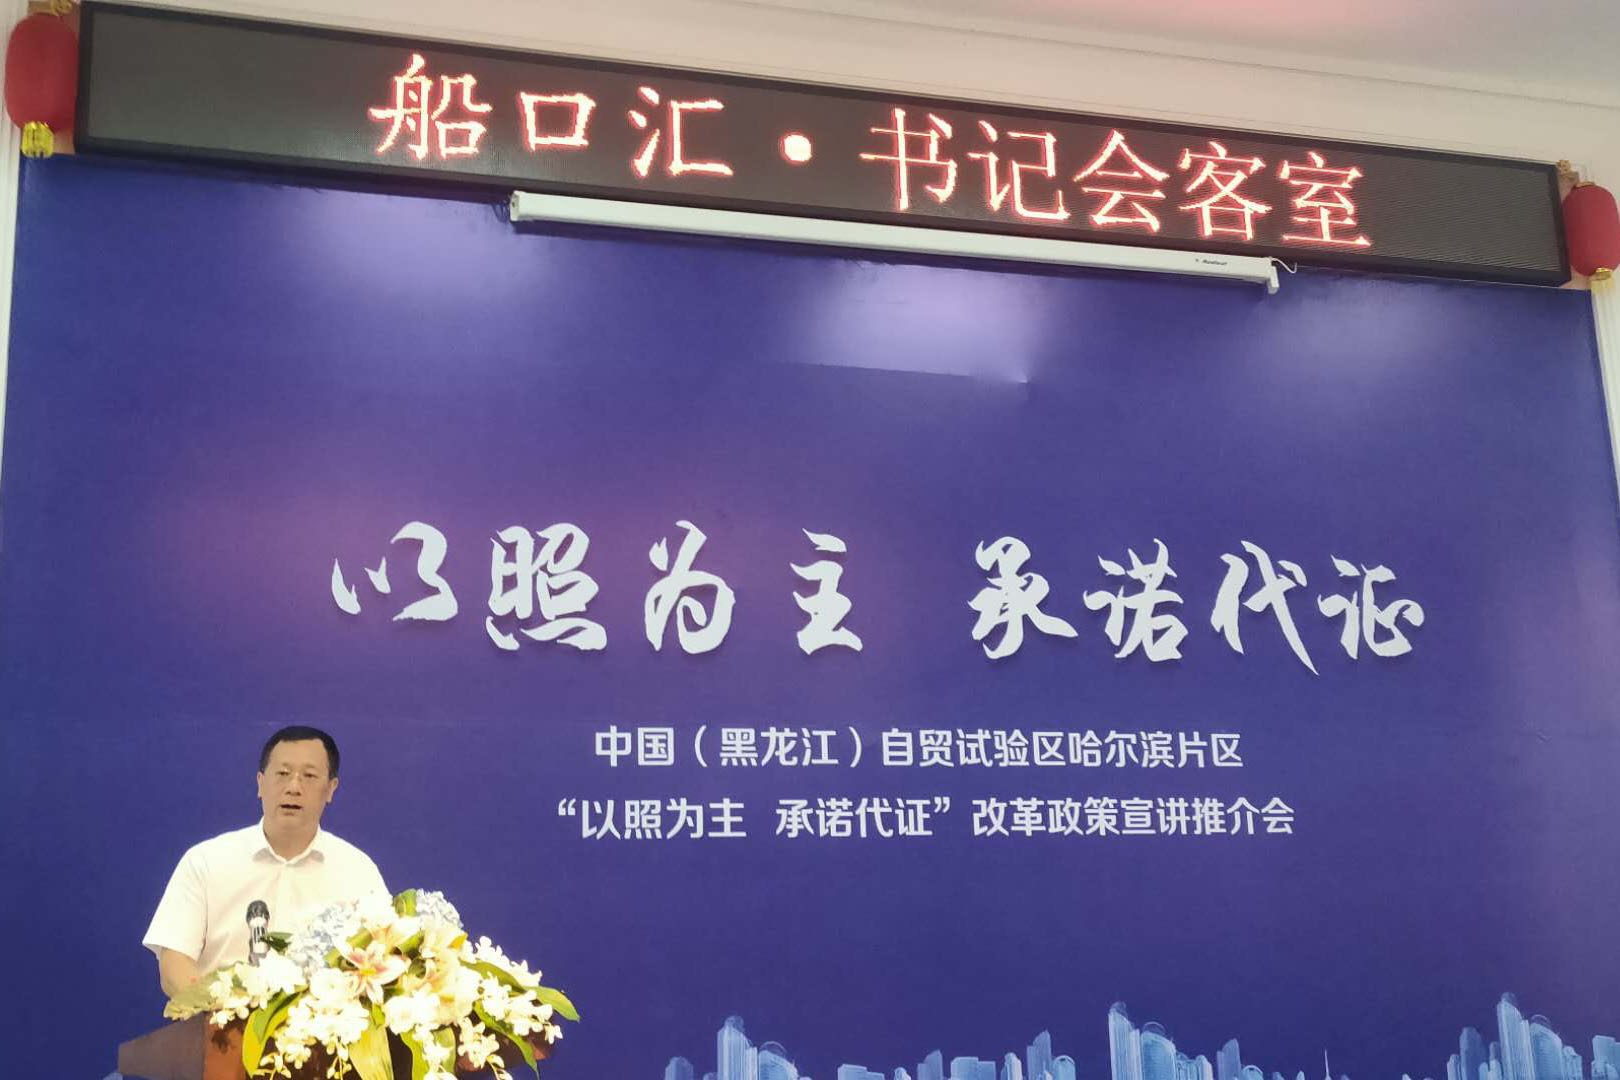 船口汇·书记会客室
以照为主 承诺代证
中国（黑龙江）自贸试验区哈尔滨片区
“以照为主 承诺代证”改革政策宣讲推介会